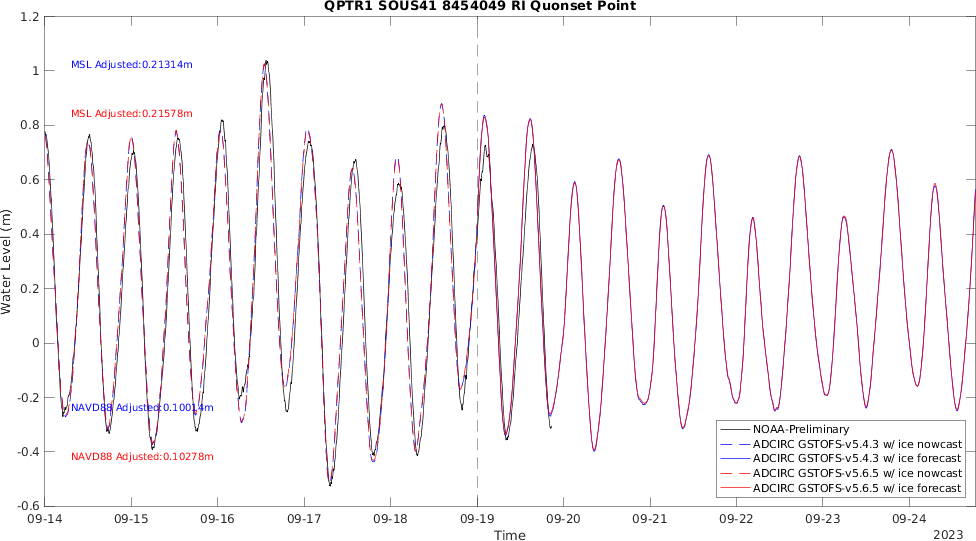 QPTR1 SOUS41 8454049 RI Quonset Point
1.2
1
0.8
0.6
0.4
0.2
0
-0.2
-0.4
-0.6
Water Level (m)
MSL Adjusted:0.21314m
MSL Adjusted:0.21578m
NAVD88 Adjusted:0.10014m
NAVD88 Adjusted:0.10278m
NOAA-Preliminary
ADCIRC GSTOFS-v5.4.3 w/ ice nowcast
ADCIRC GSTOFS-v5.4.3 w/ ice forecast
ADCIRC GSTOFS-v5.6.5 w/ ice nowcast
ADCIRC GSTOFS-v5.6.5 w/ ice forecast
09-14 09-15 09-16 09-17 09-18 09-19 09-20 09-21 09-22 09-23 09-24
Time
2023